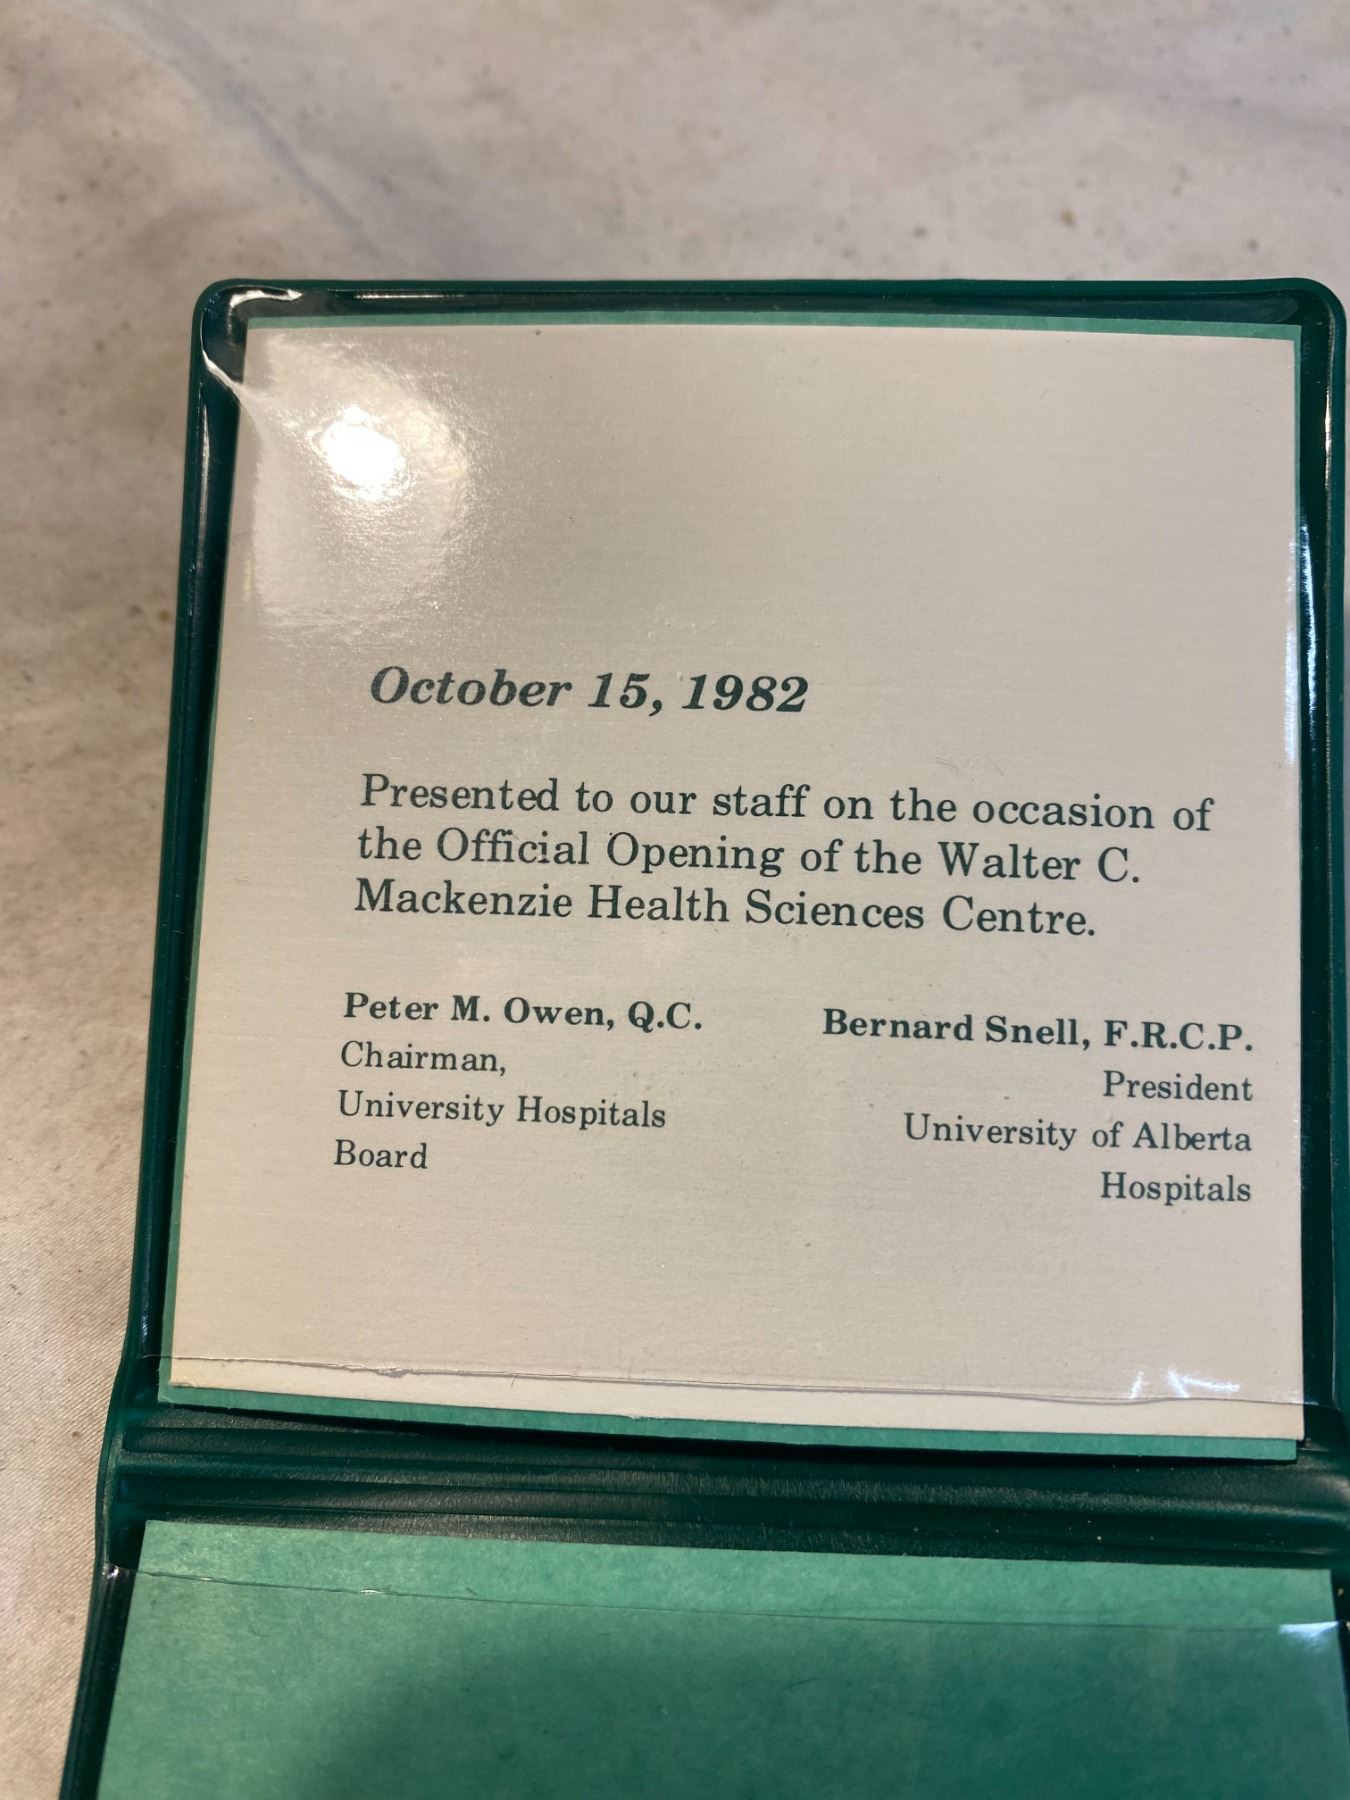 October 15, 1982
Presented to our staff on the occasion of
the Official Opening of the Walter C.
Mackenzie Health Sciences Centre.
Peter M. Owen, Q.C.
Chairman,
University Hospitals
Board
Bernard Snell, F.R.C.P.
President
University of Alberta
Hospitals